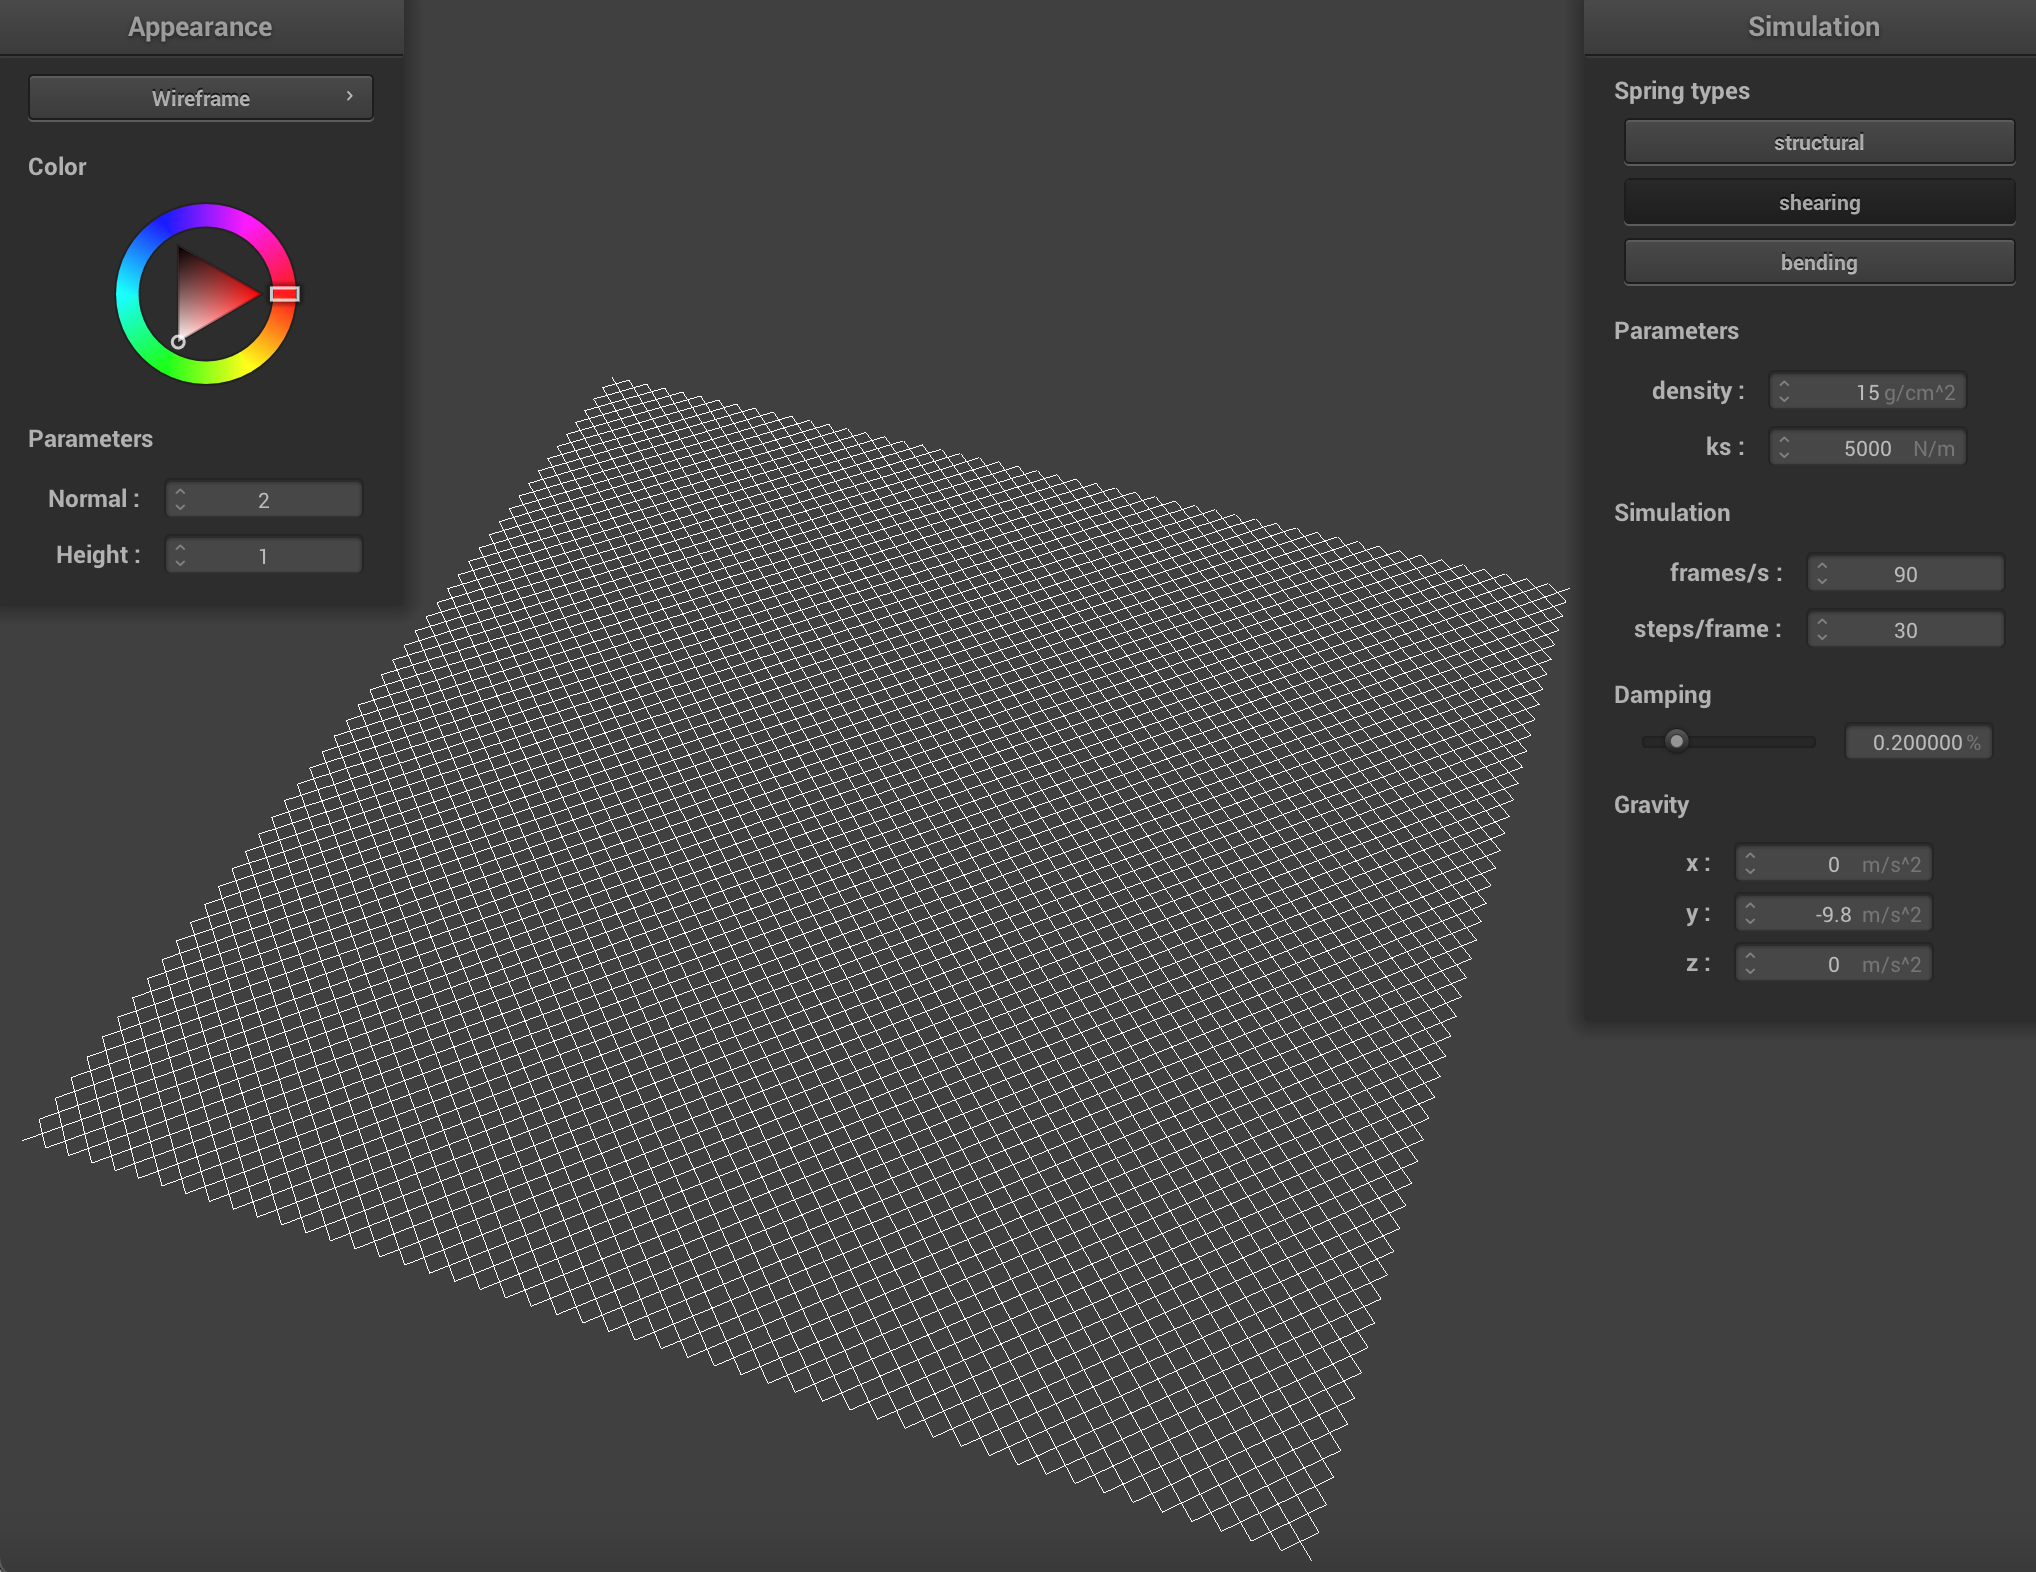 Appearance
Wireframe
Color
Parameters
Normal : 2
Height : 1
Simulation
Spring types
structural
shearing
bending
Parameters
density : 15 g/cm^2
ks : 5000 N/m
Simulation
frames/s : 90
steps/frame : 30
Damping
0.200000 %
Gravity
x : 0 m/s^2
y : -9.8 m/s^2
z : 0 m/s^2